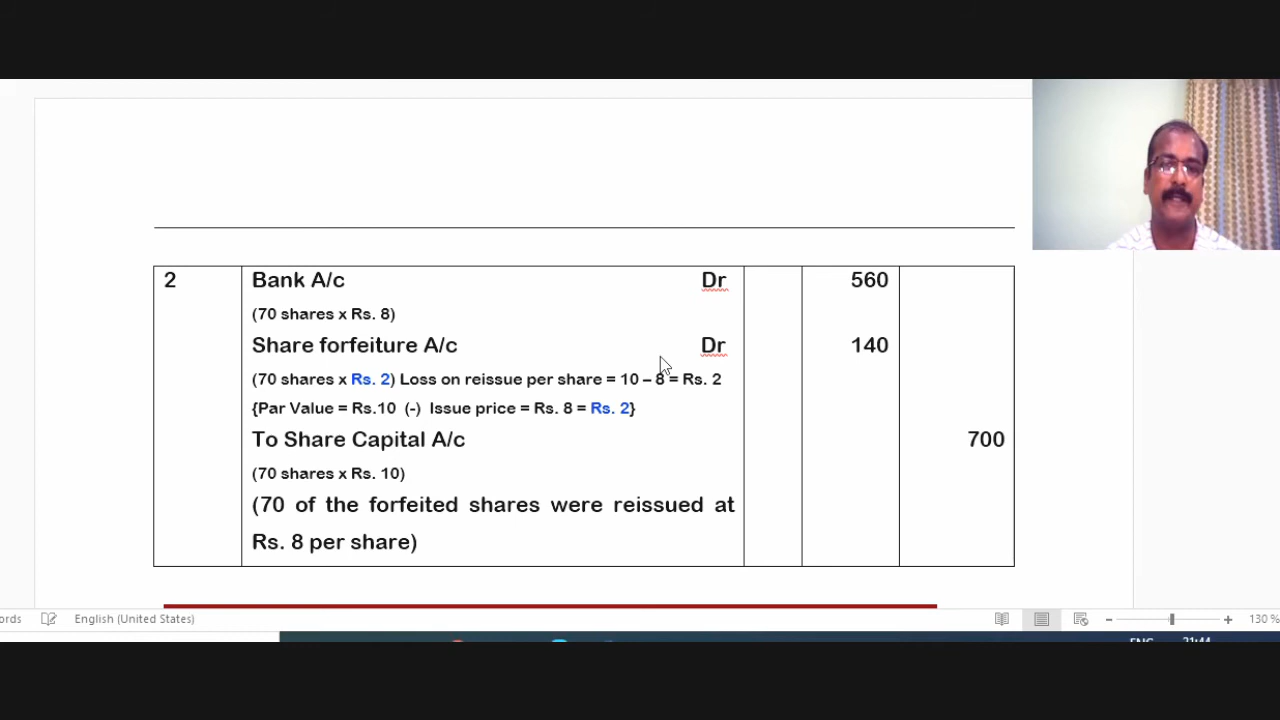 2 Bank A/c Dr 560
(70 shares x Rs. 8)
Share forfeiture A/c Dr 140
(70 shares x Rs. 2) Loss on reissue per share = 10 – 8 = Rs. 2
{Par Value = Rs.10 (-) Issue price = Rs. 8 = Rs. 2}
To Share Capital A/c 700
(70 shares x Rs. 10)
(70 of the forfeited shares were reissued at
Rs. 8 per share)
English (United States) 130 %